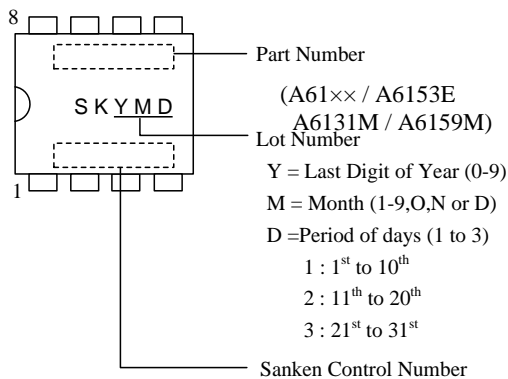 8
Part Number
(A61×× / A6153E
A6131M / A6159M)
SKYMD
Lot Number
Y = Last Digit of Year (0-9)
1
M = Month (1-9,O,N or D)
D =Period of days (1 to 3)
1 : 1st to 10th
2 : 11th to 20th
3 : 21st to 31st
Sanken Control Number